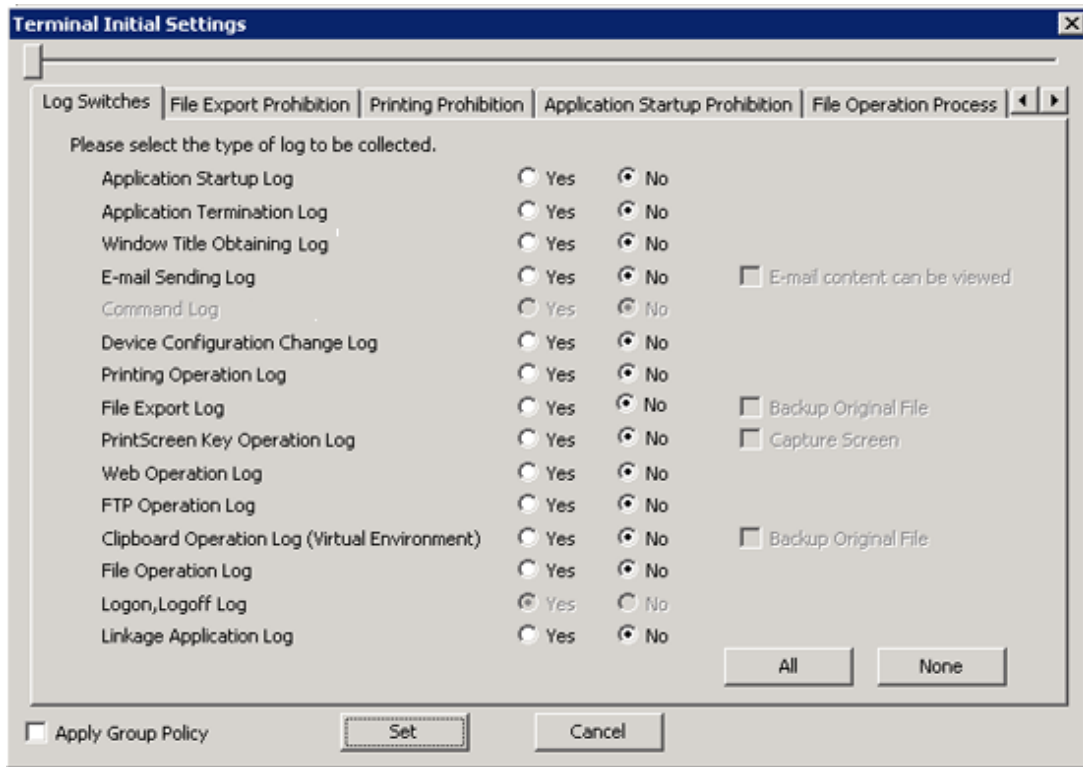 Terminal Initial Settings
Log Switches File Export Prohibition Printing Prohibition Application Startup Prohibition File Operation Process
Please select the type of log to be collected.
Application Startup Log Yes No
Application Termination Log Yes No
Window Title Obtaining Log Yes No
E-mail Sending Log Yes No E-mail content can be viewed
Command Log Yes No
Device Configuration Change Log Yes No
Printing Operation Log Yes No
File Export Log Yes No Backup Original File
PrintScreen Key Operation Log Yes No Capture Screen
Web Operation Log Yes No
FTP Operation Log Yes No
Clipboard Operation Log (Virtual Environment) Yes No Backup Original File
File Operation Log Yes No
Logon,Logoff Log Yes No
Linkage Application Log Yes No
All None
Apply Group Policy Set Cancel